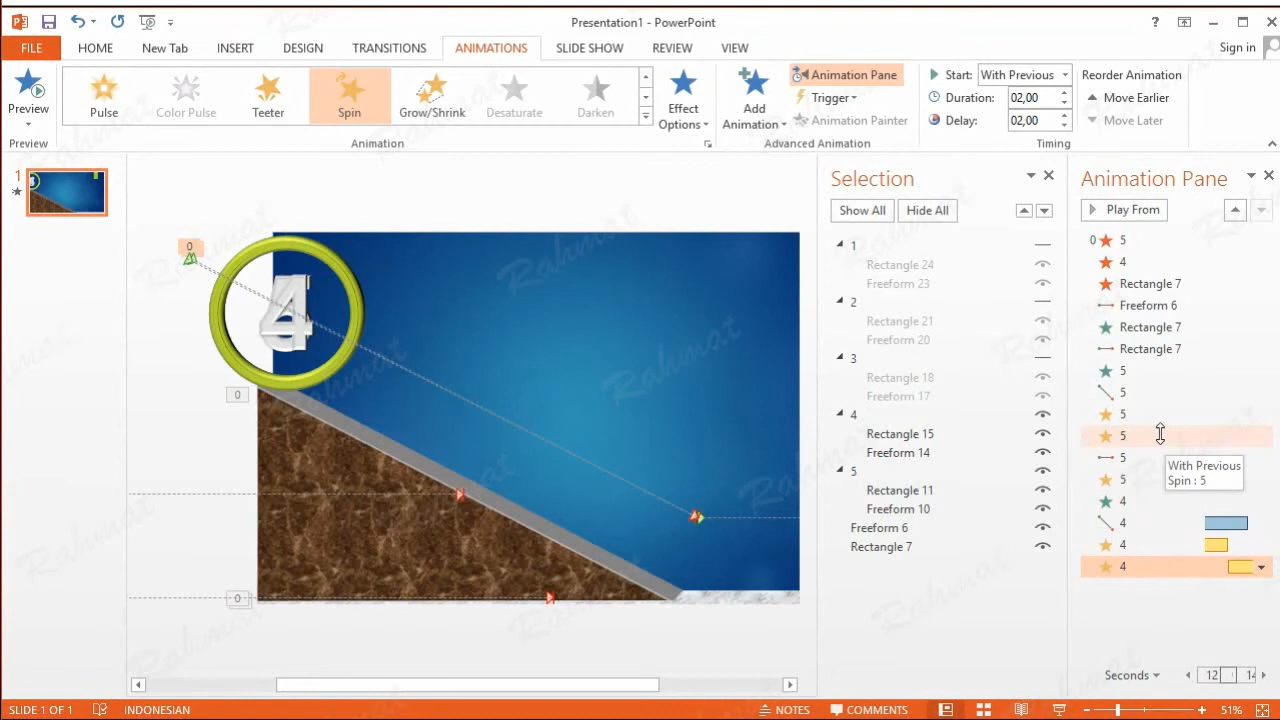 Presentation1 - PowerPoint
Sign in
FILE HOME New Tab INSERT DESIGN TRANSITIONS ANIMATIONS SLIDE SHOW REVIEW VIEW
Preview
Preview
Pulse Color Pulse Teeter Spin Grow/Shrink Desaturate Darken
Animation
Effect
Options
Add
Animation
Animation Pane
Trigger
Animation Painter
Advanced Animation
Start: With Previous
Duration: 02,00
Delay: 02,00
Timing
Reorder Animation
Move Earlier
Move Later
1
0
4
0
0
Selection
Show All Hide All
1
Rectangle 24
Freeform 23
2
Rectangle 21
Freeform 20
3
Rectangle 18
Freeform 17
4
Rectangle 15
Freeform 14
5
Rectangle 11
Freeform 10
Freeform 6
Rectangle 7
Animation Pane
Play From
0 5
4
Rectangle 7
Freeform 6
Rectangle 7
Rectangle 7
5
5
5
5
With Previous
Spin : 5
5
5
4
4
4
4
Seconds 12 14
SLIDE 1 OF 1 INDONESIAN NOTES COMMENTS 51%
Rahmat